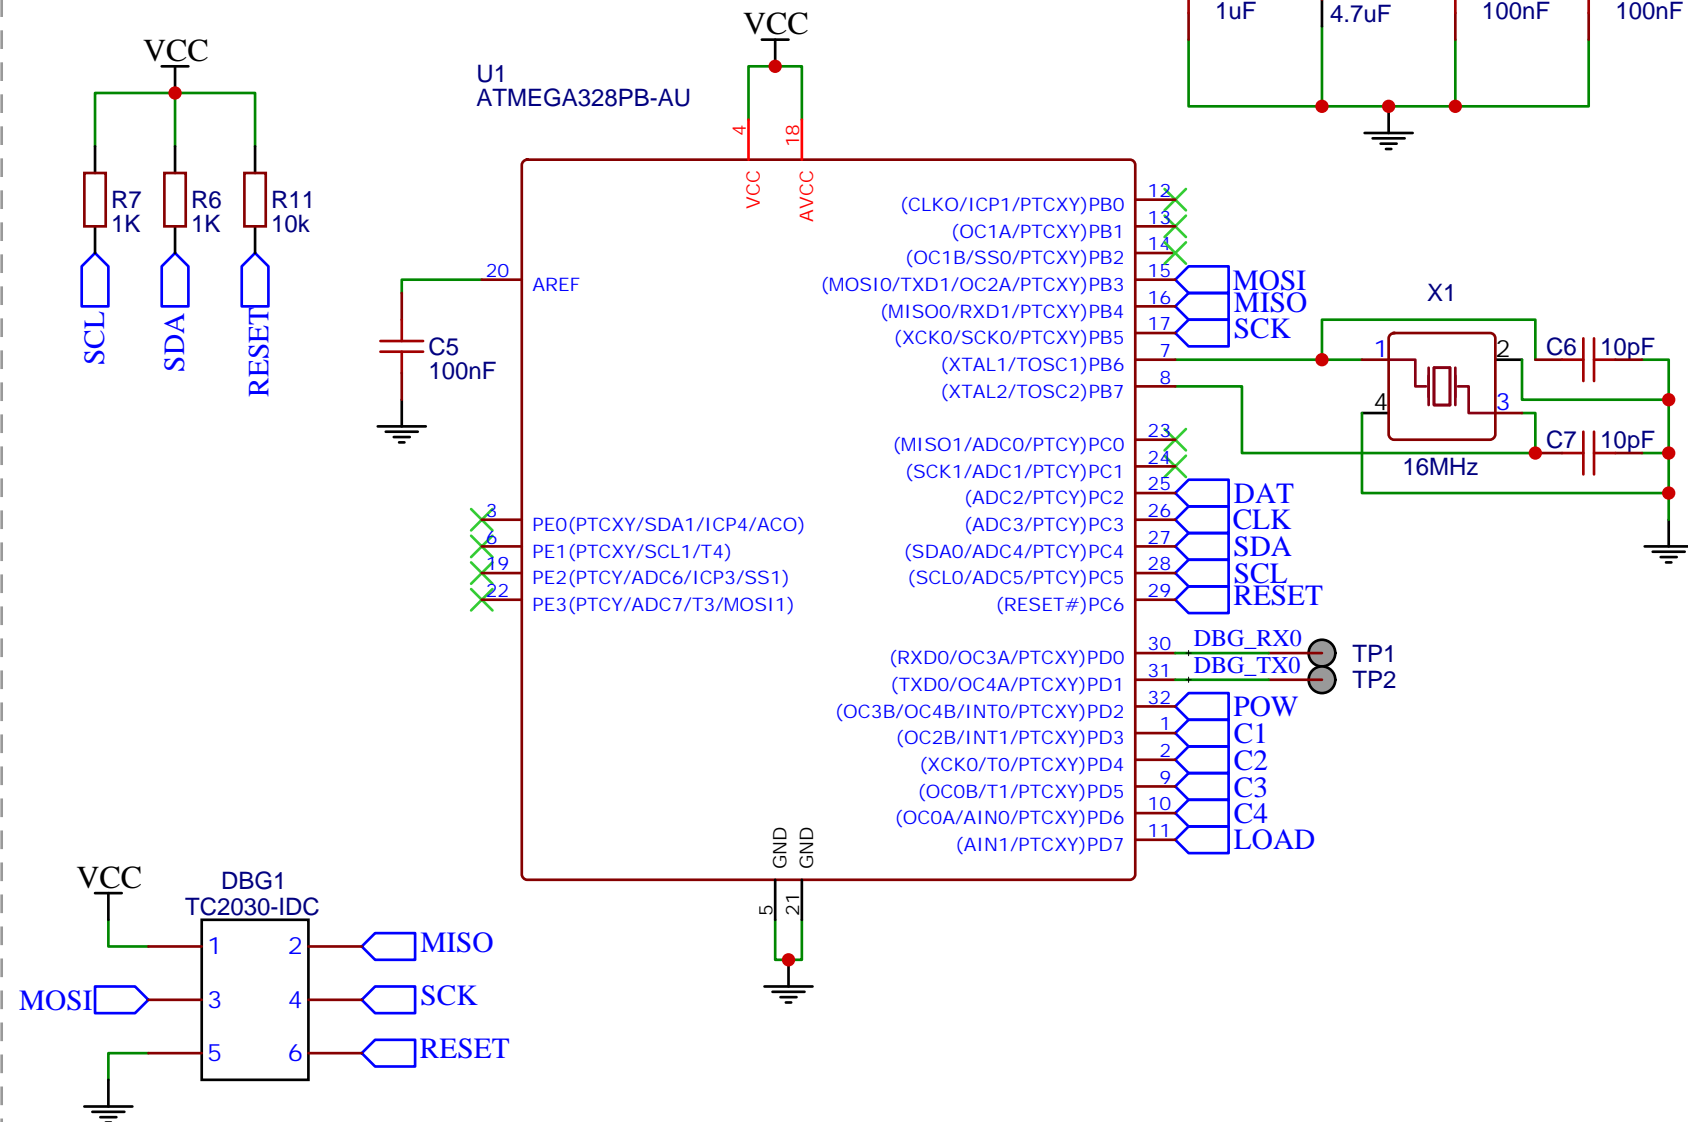 1uF
4.7uF
100nF
100nF
VCC
VCC
U1
ATMEGA328PB-AU
R7
1K
R6
1K
R11
10k
SCL
SDA
RESET
4
18
VCC
AVCC
20
AREF
C5
100nF
(CLKO/ICP1/PTCXY)PB0
12
(OC1A/PTCXY)PB1
13
(OC1B/SS0/PTCXY)PB2
14
(MOSI0/TXD1/OC2A/PTCXY)PB3
15
MOSI
(MISO0/RXD1/PTCXY)PB4
16
MISO
(XCK0/SCK0/PTCXY)PB5
17
SCK
(XTAL1/TOSC1)PB6
7
(XTAL2/TOSC2)PB7
8
X1
1
2
4
3
16MHz
C6
10pF
C7
10pF
(MISO1/ADC0/PTCY)PC0
23
(SCK1/ADC1/PTCY)PC1
24
(ADC2/PTCY)PC2
25
DAT
(ADC3/PTCY)PC3
26
CLK
(SDA0/ADC4/PTCY)PC4
27
SDA
(SCL0/ADC5/PTCY)PC5
28
SCL
(RESET#)PC6
29
RESET
3
PE0(PTCXY/SDA1/ICP4/ACO)
6
PE1(PTCXY/SCL1/T4)
19
PE2(PTCY/ADC6/ICP3/SS1)
22
PE3(PTCY/ADC7/T3/MOSI1)
(RXD0/OC3A/PTCXY)PD0
30
DBG_RX0
TP1
(TXD0/OC4A/PTCXY)PD1
31
DBG_TX0
TP2
(OC3B/OC4B/INT0/PTCXY)PD2
32
POW
(OC2B/INT1/PTCXY)PD3
1
C1
(XCK0/T0/PTCXY)PD4
2
C2
(OC0B/T1/PTCXY)PD5
9
C3
(OC0A/AIN0/PTCXY)PD6
10
C4
(AIN1/PTCXY)PD7
11
LOAD
GND
GND
5
21
VCC
DBG1
TC2030-IDC
1
2
MISO
MOSI
3
4
SCK
5
6
RESET